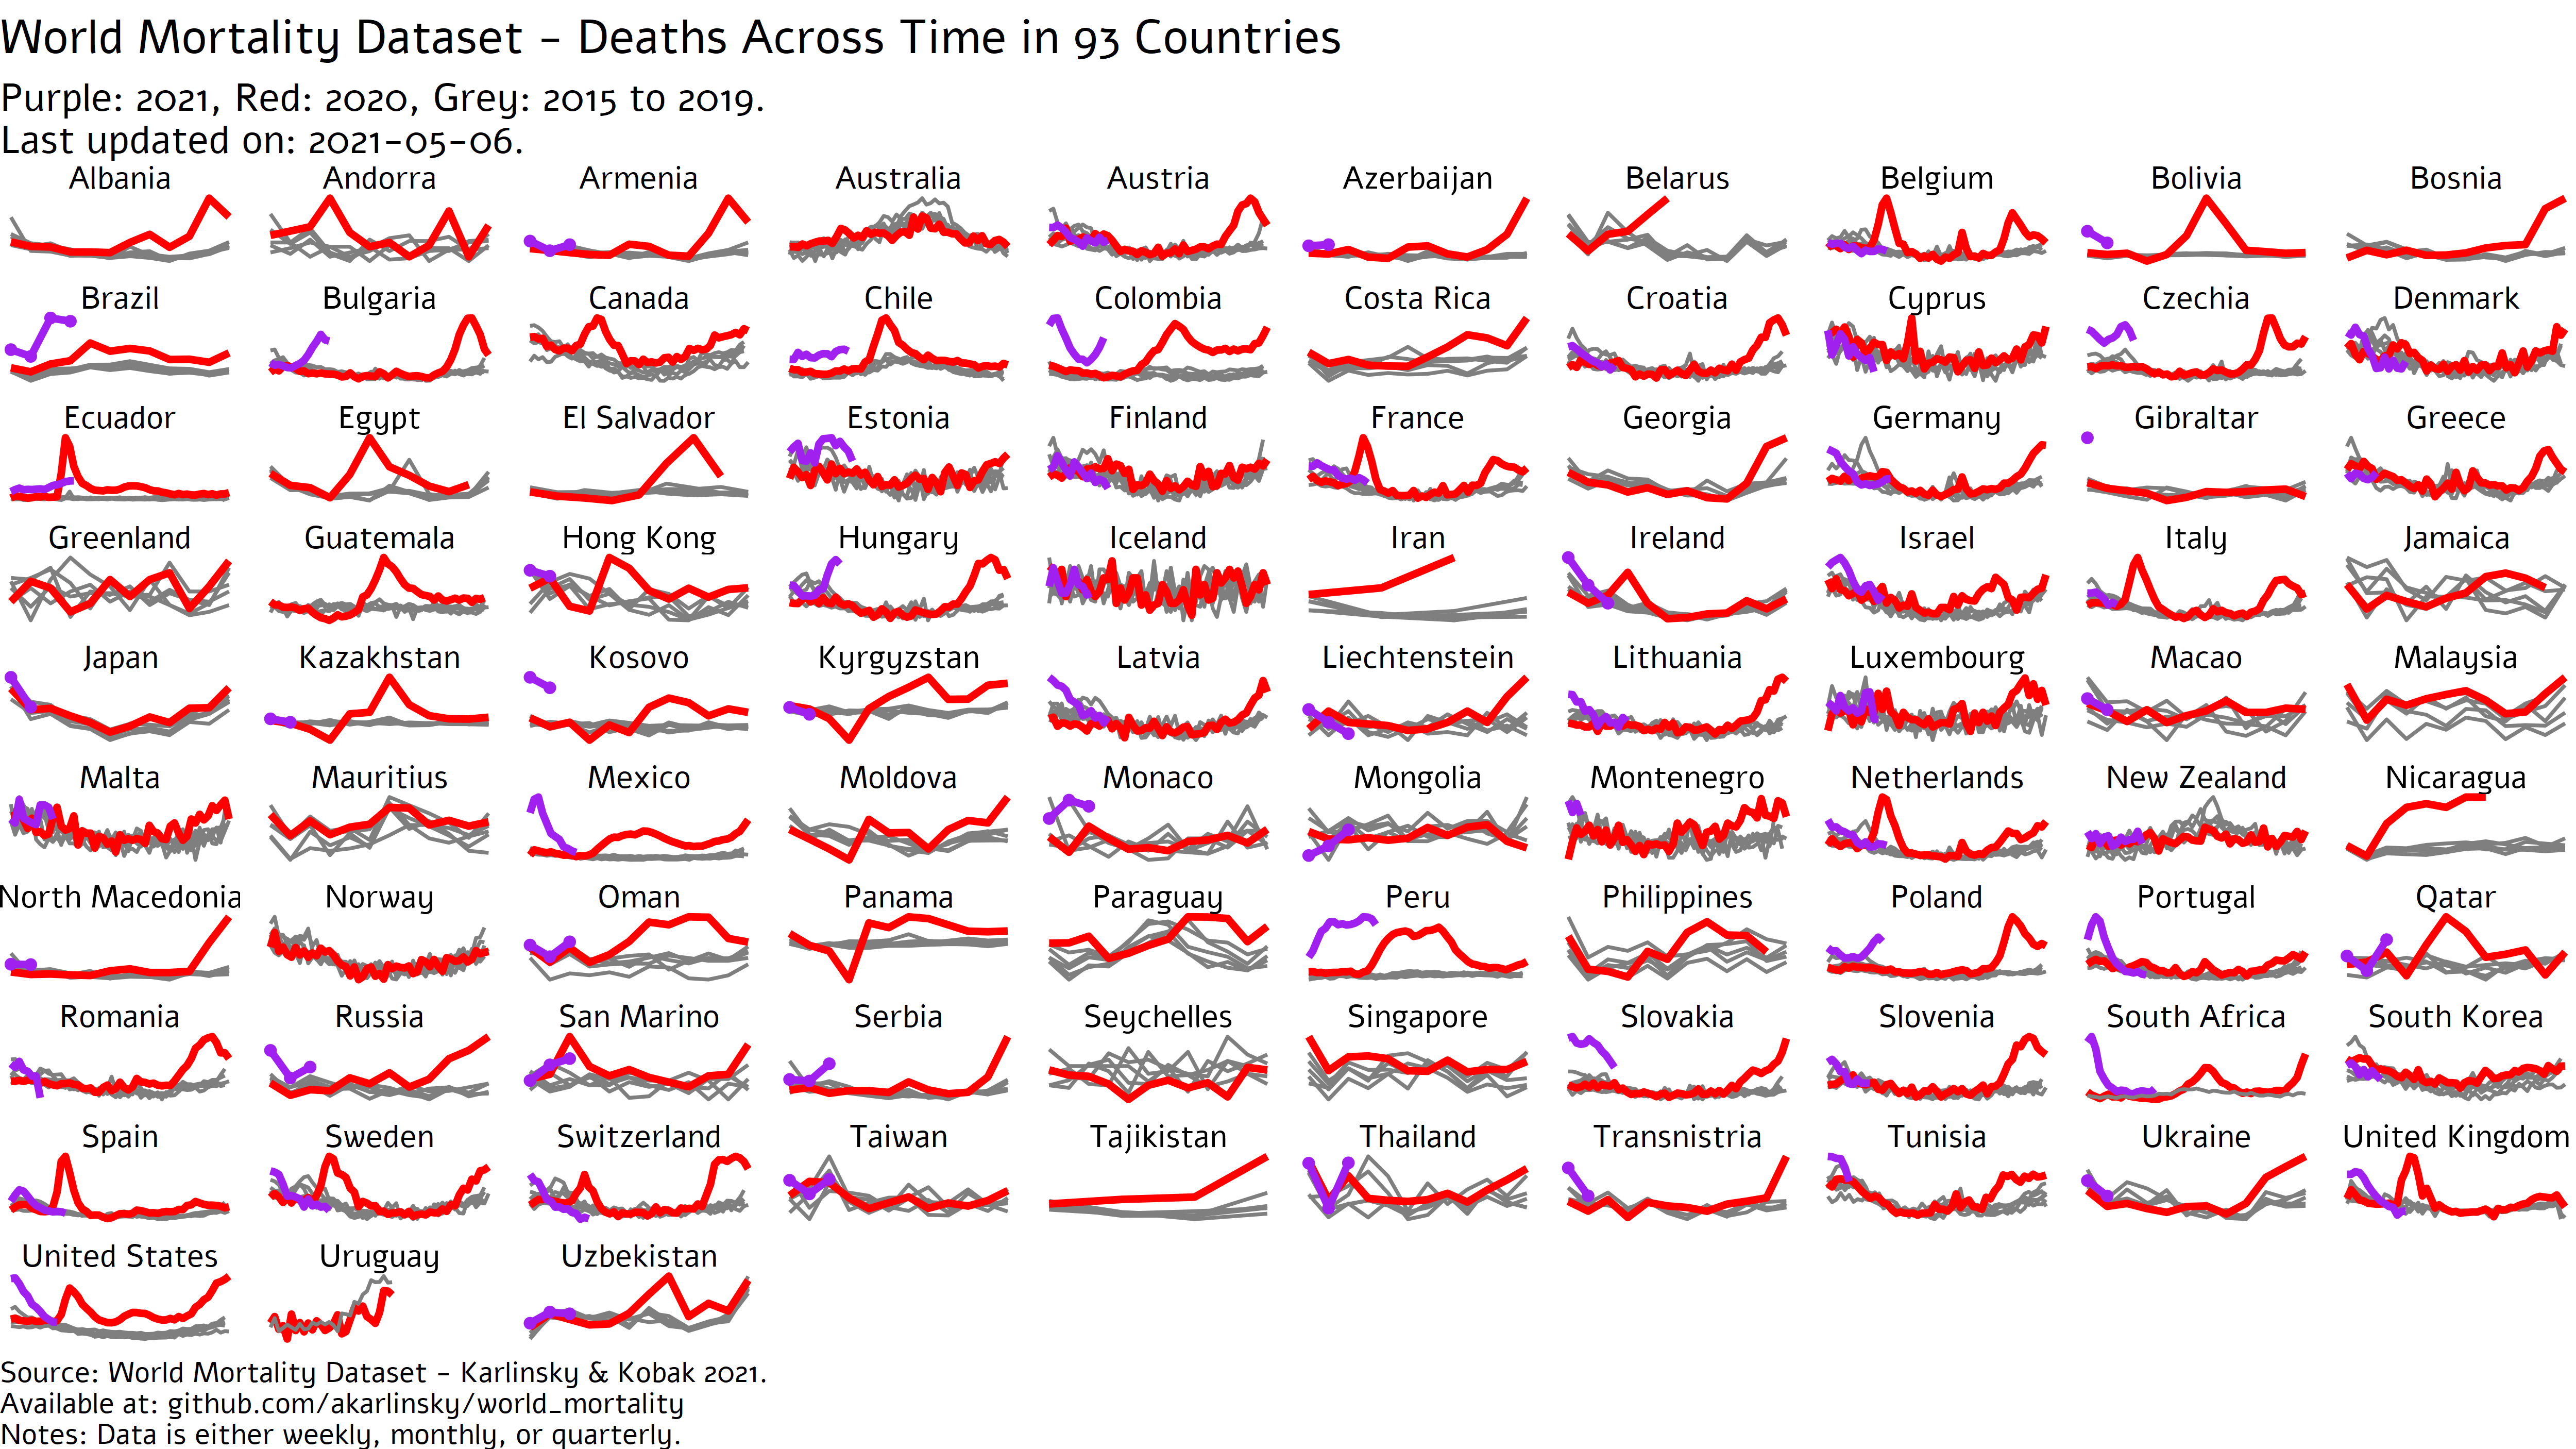 World Mortality Dataset - Deaths Across Time in 93 Countries
Purple: 2021, Red: 2020, Grey: 2015 to 2019.
Last updated on: 2021-05-06.
Albania Andorra Armenia Australia Austria Azerbaijan Belarus Belgium Bolivia Bosnia
Brazil Bulgaria Canada Chile Colombia Costa Rica Croatia Cyprus Czechia Denmark
Ecuador Egypt El Salvador Estonia Finland France Georgia Germany Gibraltar Greece
Greenland Guatemala Hong Kong Hungary Iceland Iran Ireland Israel Italy Jamaica
Japan Kazakhstan Kosovo Kyrgyzstan Latvia Liechtenstein Lithuania Luxembourg Macao Malaysia
Malta Mauritius Mexico Moldova Monaco Mongolia Montenegro Netherlands New Zealand Nicaragua
North Macedonia Norway Oman Panama Paraguay Peru Philippines Poland Portugal Qatar
Romania Russia San Marino Serbia Seychelles Singapore Slovakia Slovenia South Africa South Korea
Spain Sweden Switzerland Taiwan Tajikistan Thailand Transnistria Tunisia Ukraine United Kingdom
United States Uruguay Uzbekistan
Source: World Mortality Dataset - Karlinsky & Kobak 2021.
Available at: github.com/akarlinsky/world_mortality
Notes: Data is either weekly, monthly, or quarterly.